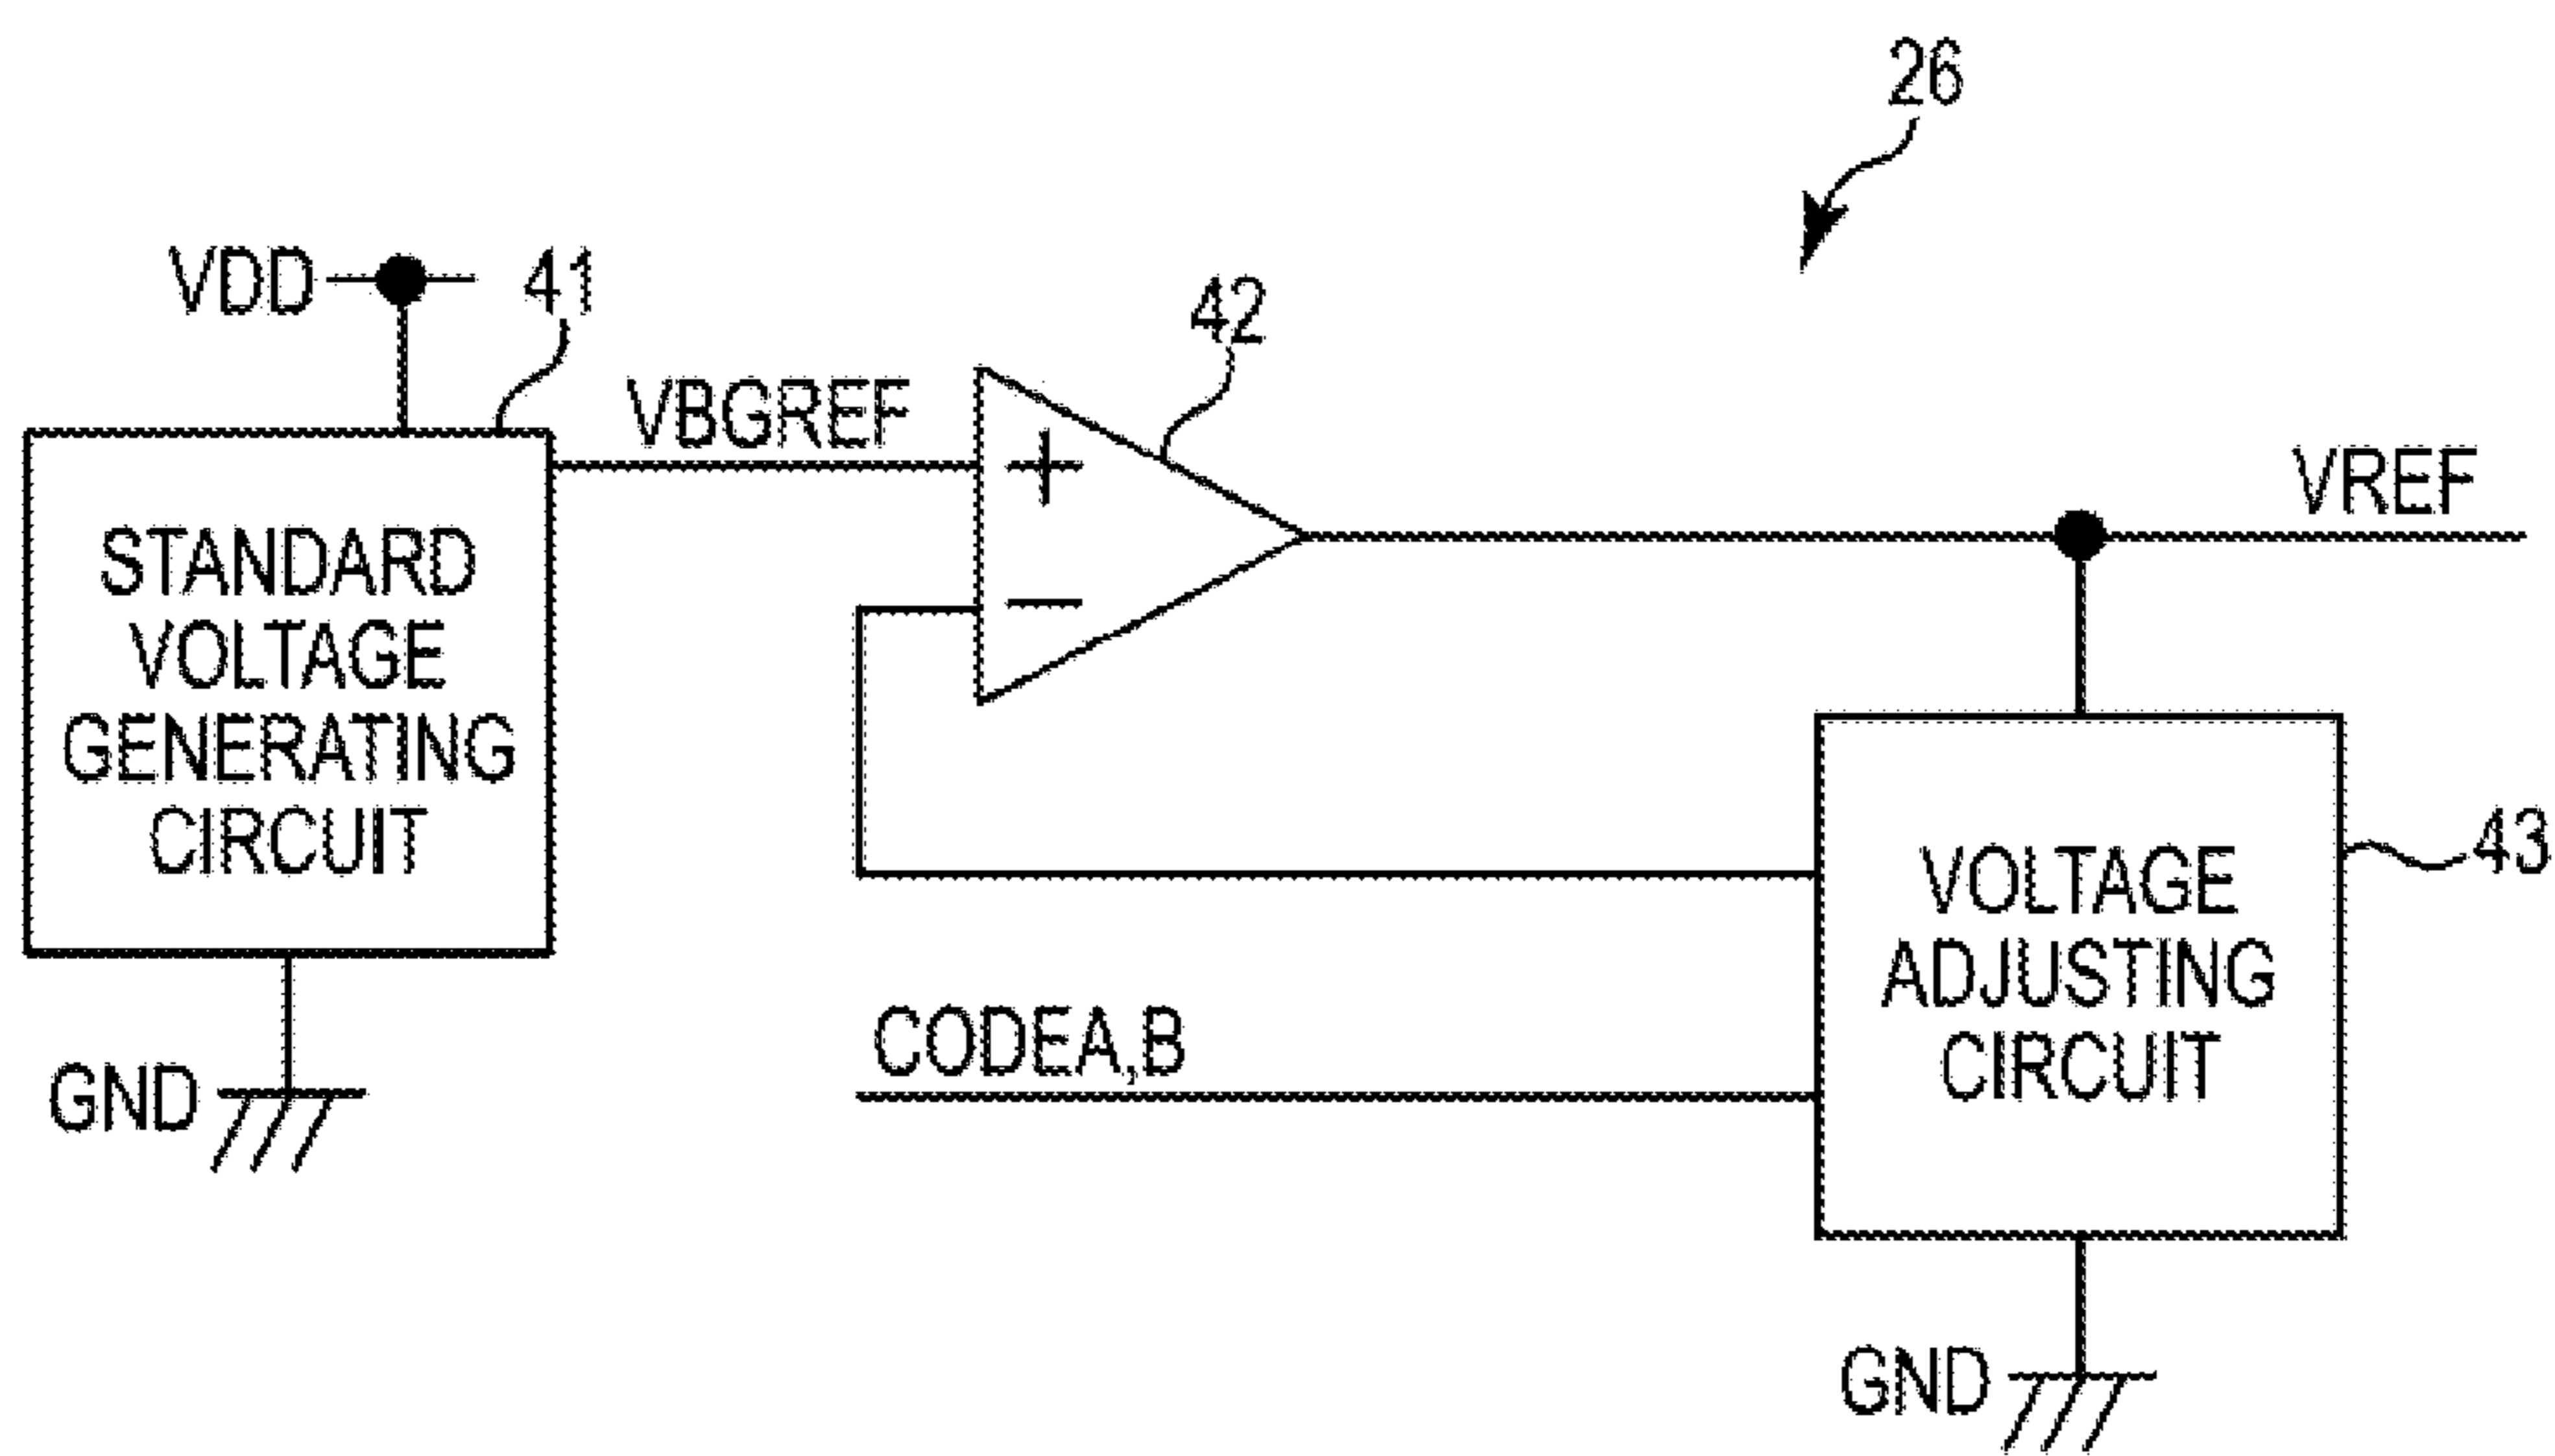 26
VDD
41
42
VBGREF
VREF
+
STANDARD
VOLTAGE
GENERATING
CIRCUIT
−
43
VOLTAGE
ADJUSTING
CIRCUIT
CODEA,B
GND
GND